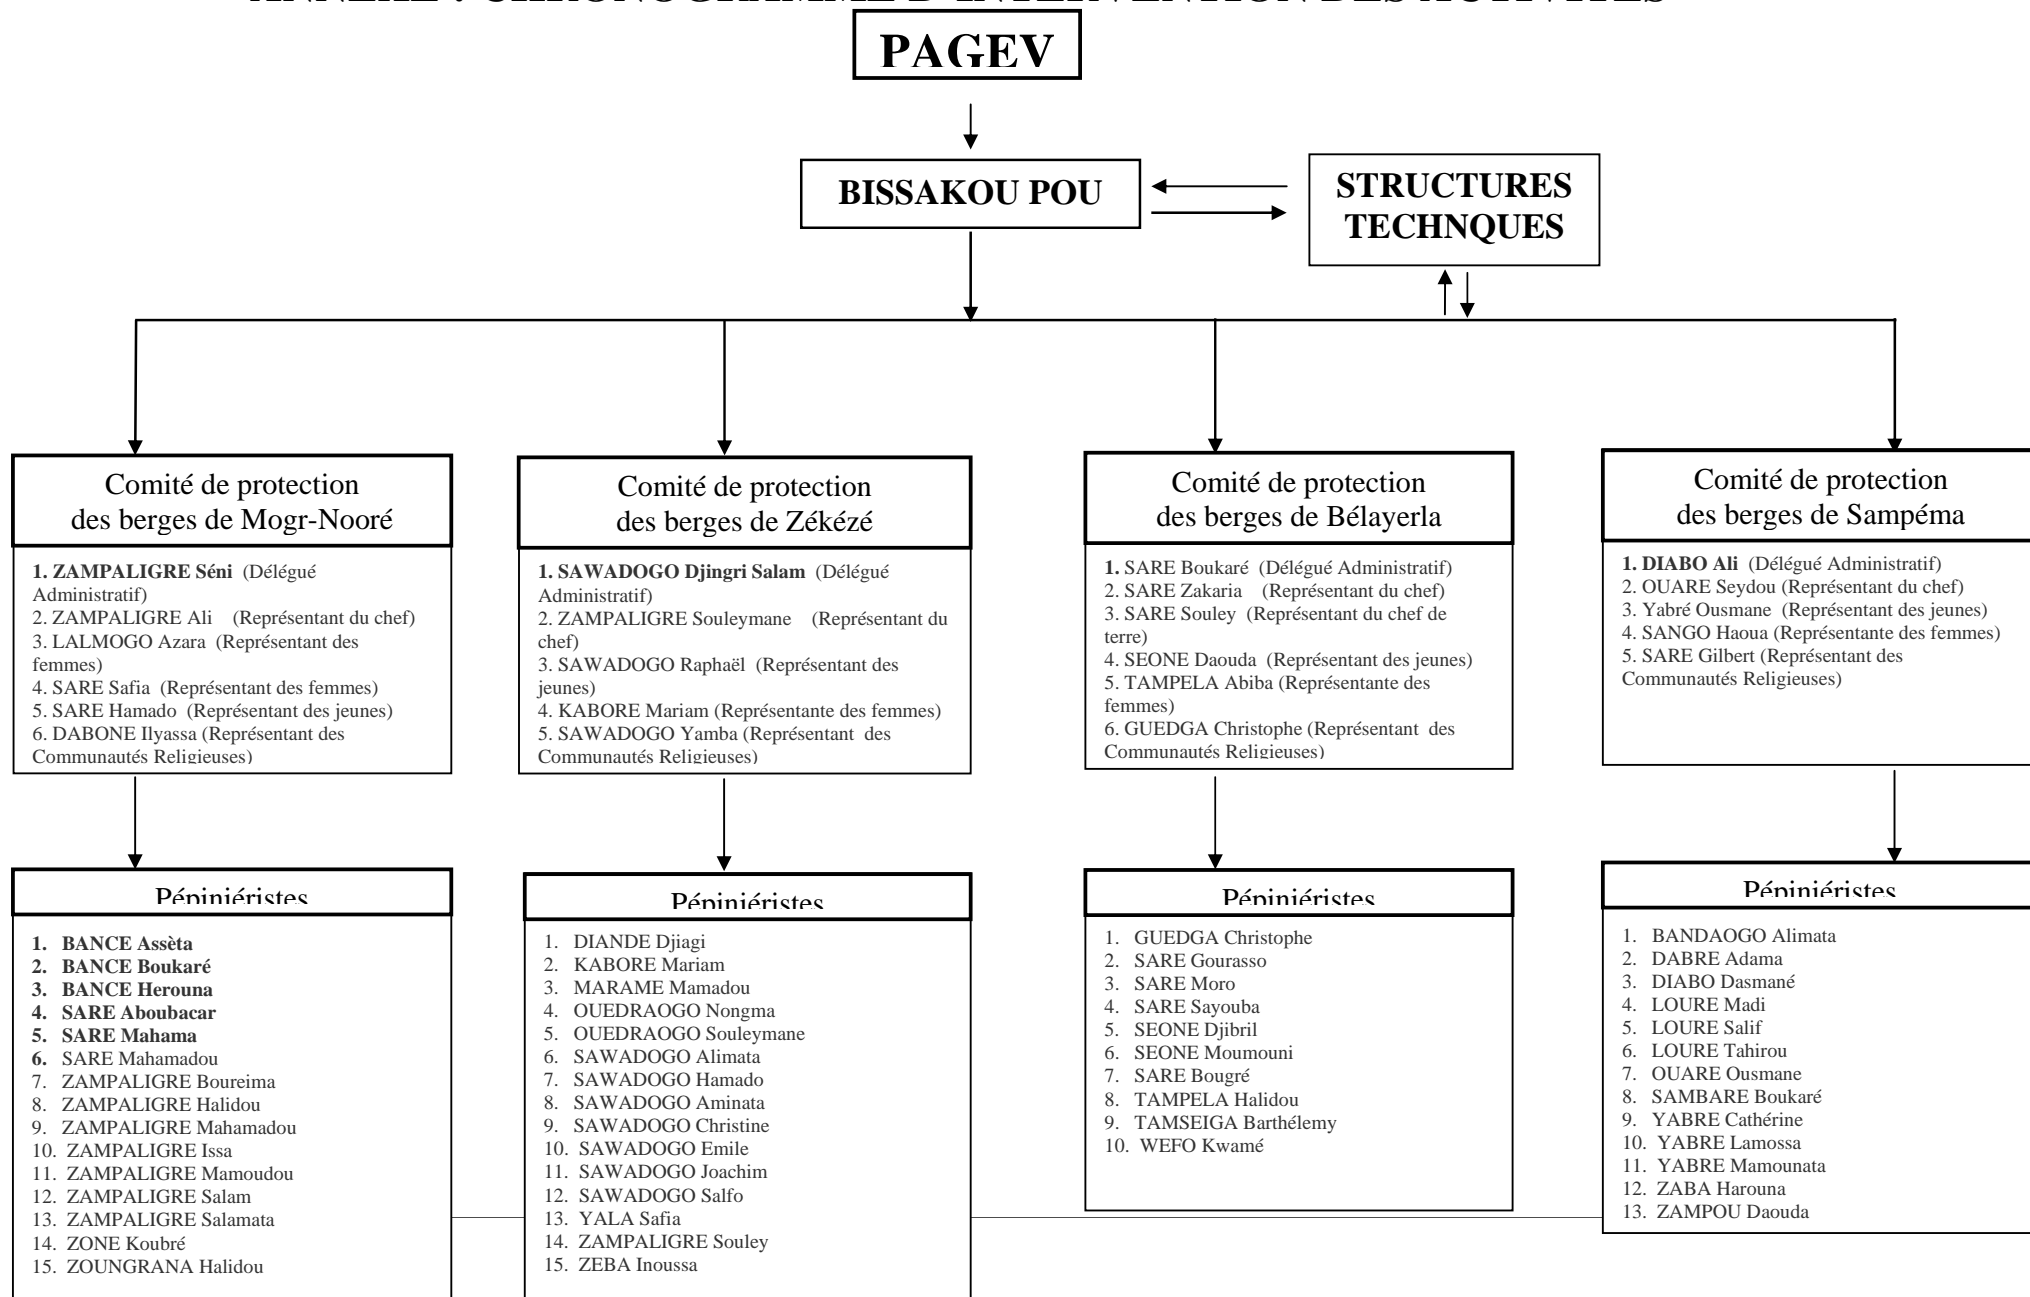 ANNEXE : CHRONOGRAMME D'INTERVENTION DES ACTIVITES
PAGEV
BISSAKOU POU
STRUCTURES
TECHNQUES
Comité de protection
des berges de Mogr-Nooré
1. ZAMPALIGRE Séni (Délégué
Administratif)
2. ZAMPALIGRE Ali (Représentant du chef)
3. LALMOGO Azara (Représentant des
femmes)
4. SARE Safia (Représentant des femmes)
5. SARE Hamado (Représentant des jeunes)
6. DABONE Ilyassa (Représentant des
Communautés Religieuses)
Comité de protection
des berges de Zékézé
1. SAWADOGO Djingri Salam (Délégué
Administratif)
2. ZAMPALIGRE Souleymane (Représentant du
chef)
3. SAWADOGO Raphaël (Représentant des
jeunes)
4. KABORE Mariam (Représentante des femmes)
5. SAWADOGO Yamba (Représentant des
Communautés Religieuses)
Comité de protection
des berges de Bélayerla
1. SARE Boukaré (Délégué Administratif)
2. SARE Zakaria (Représentant du chef)
3. SARE Souley (Représentant du chef de
terre)
4. SEONE Daouda (Représentant des jeunes)
5. TAMPELA Abiba (Représentante des
femmes)
6. GUEDGA Christophe (Représentant des
Communautés Religieuses)
Comité de protection
des berges de Sampéma
1. DIABO Ali (Délégué Administratif)
2. OUARE Seydou (Représentant du chef)
3. Yabré Ousmane (Représentant des jeunes)
4. SANGO Haoua (Représentante des femmes)
5. SARE Gilbert (Représentant des
Communautés Religieuses)
Pépiniéristes
1. BANCE Assèta
2. BANCE Boukaré
3. BANCE Herouna
4. SARE Aboubacar
5. SARE Mahama
6. SARE Mahamadou
7. ZAMPALIGRE Boureima
8. ZAMPALIGRE Halidou
9. ZAMPALIGRE Mahamadou
10. ZAMPALIGRE Issa
11. ZAMPALIGRE Mamoudou
12. ZAMPALIGRE Salam
13. ZAMPALIGRE Salamata
14. ZONE Koubré
15. ZOUNGRANA Halidou
Pépiniéristes
1. DIANDE Djiagi
2. KABORE Mariam
3. MARAME Mamadou
4. OUEDRAOGO Nongma
5. OUEDRAOGO Souleymane
6. SAWADOGO Alimata
7. SAWADOGO Hamado
8. SAWADOGO Aminata
9. SAWADOGO Christine
10. SAWADOGO Emile
11. SAWADOGO Joachim
12. SAWADOGO Salfo
13. YALA Safia
14. ZAMPALIGRE Souley
15. ZEBA Inoussa
Pépiniéristes
1. GUEDGA Christophe
2. SARE Gourasso
3. SARE Moro
4. SARE Sayouba
5. SEONE Djibril
6. SEONE Moumouni
7. SARE Bougré
8. TAMPELA Halidou
9. TAMSEIGA Barthélemy
10. WEFO Kwamé
Pépiniéristes
1. BANDAOGO Alimata
2. DABRE Adama
3. DIABO Dasmané
4. LOURE Madi
5. LOURE Salif
6. LOURE Tahirou
7. OUARE Ousmane
8. SAMBARE Boukaré
9. YABRE Cathérine
10. YABRE Lamossa
11. YABRE Mamounata
12. ZABA Harouna
13. ZAMPOU Daouda